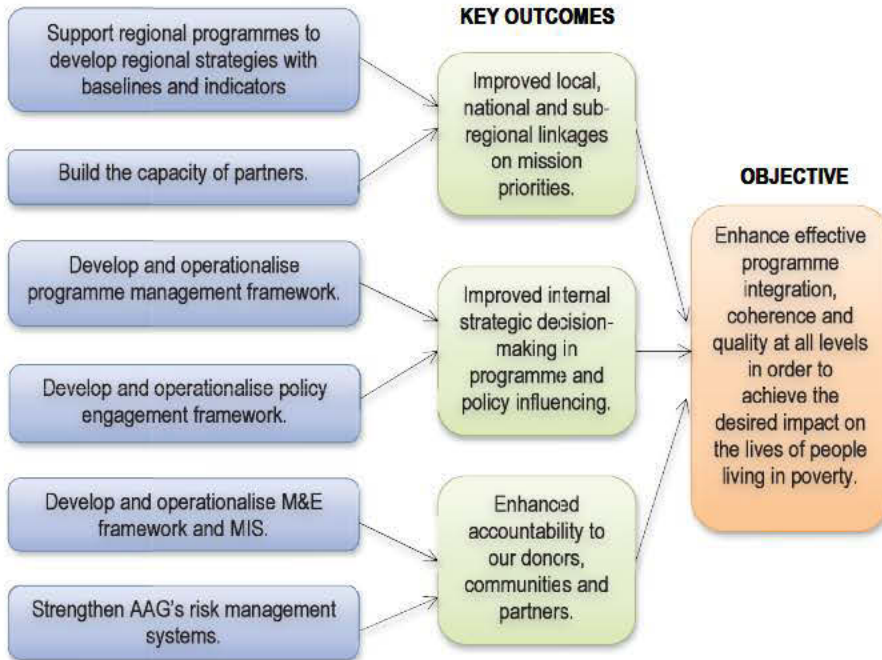 KEY OUTCOMES
Support regional programmes to
develop regional strategies with
baselines and indicators
Build the capacity of partners.
Develop and operationalise
programme management framework.
Develop and operationalise policy
engagement framework.
Develop and operationalise M&E
framework and MIS.
Strengthen AAG's risk management
systems.
Improved local,
national and sub-
regional linkages
on mission
priorities.
Improved internal
strategic decision-
making in
programme and
policy influencing.
Enhanced
accountability to
our donors,
communities and
partners.
OBJECTIVE
Enhance effective
programme
integration,
coherence and
quality at all levels
in order to
achieve the
desired impact on
the lives of people
living in poverty.